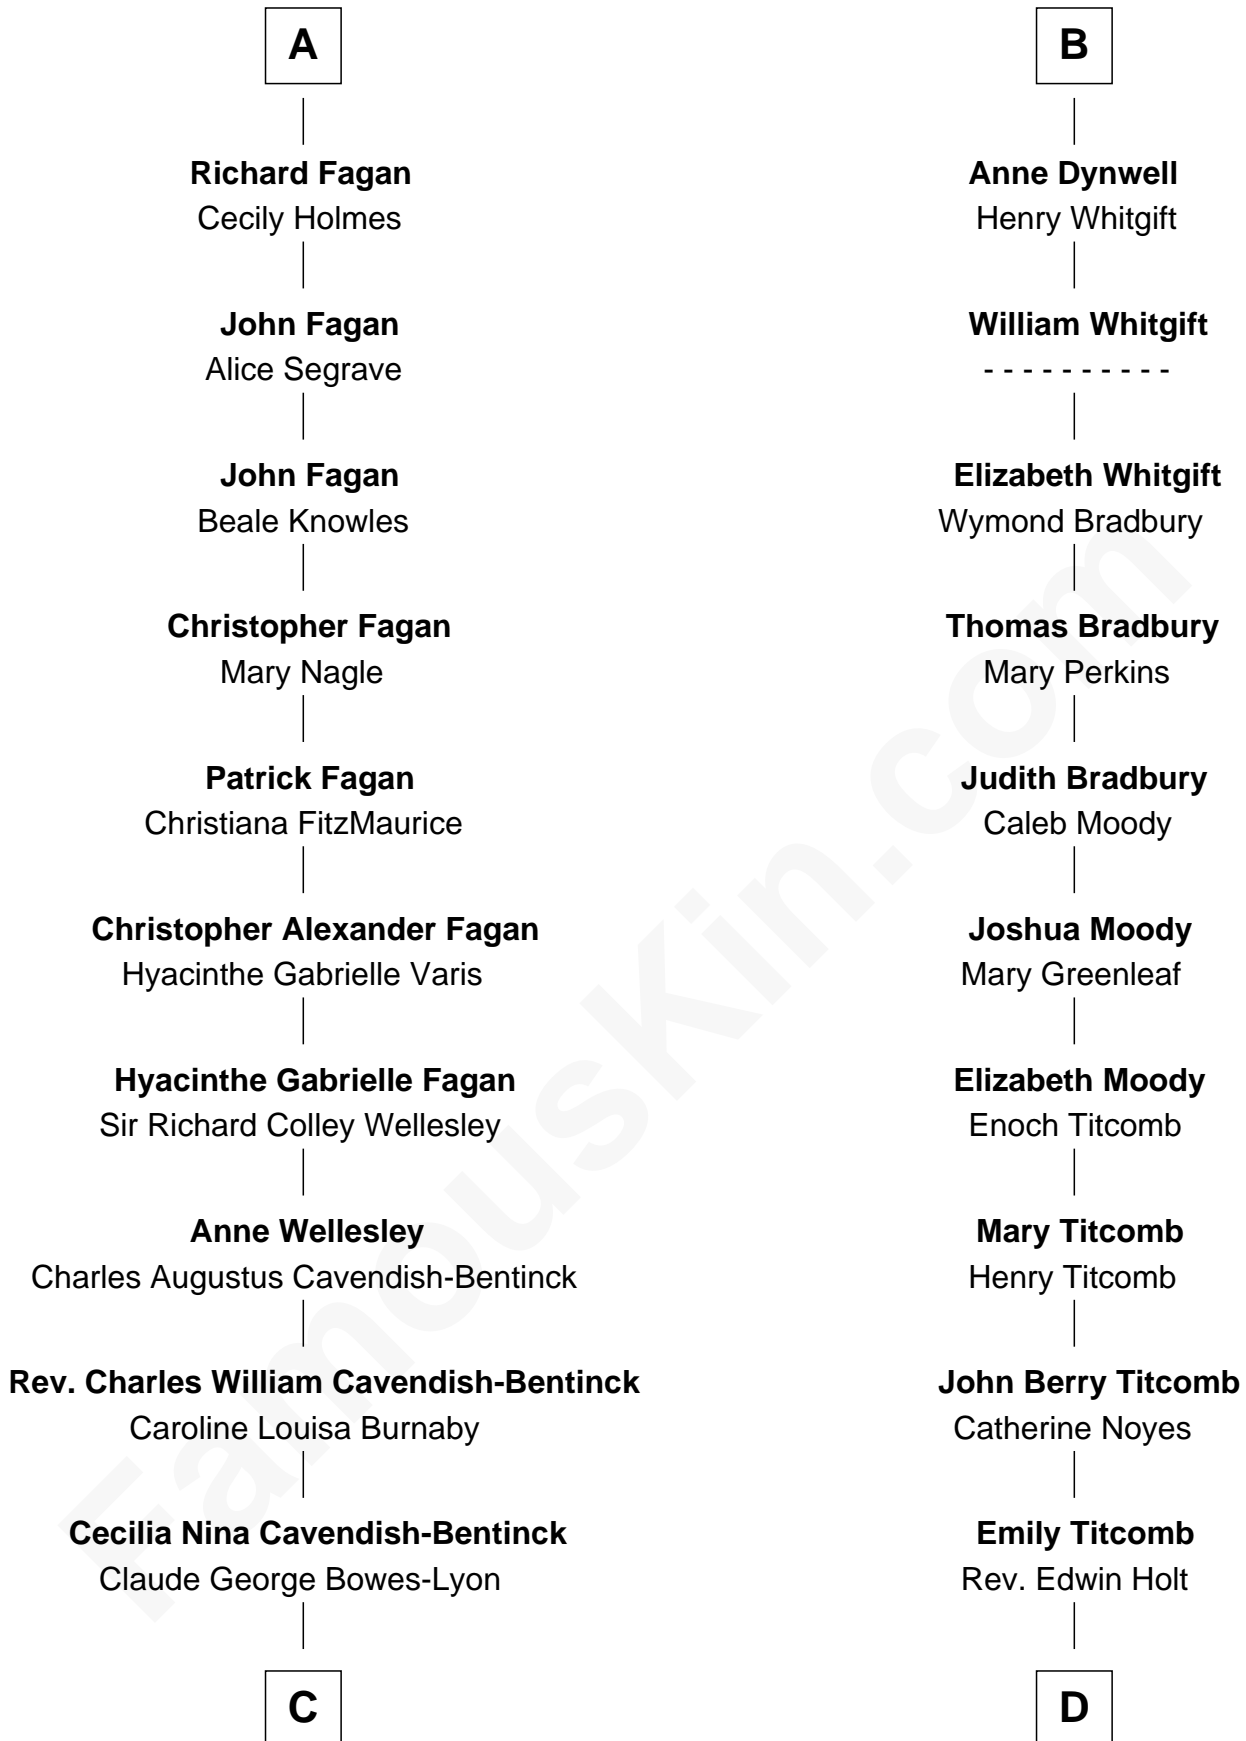 A
Richard Fagan
Cecily Holmes
John Fagan
Alice Segrave
John Fagan
Beale Knowles
Christopher Fagan
Mary Nagle
Patrick Fagan
Christiana FitzMaurice
Christopher Alexander Fagan
Hyacinthe Gabrielle Varis
Hyacinthe Gabrielle Fagan
Sir Richard Colley Wellesley
Anne Wellesley
Charles Augustus Cavendish-Bentinck
Rev. Charles William Cavendish-Bentinck
Caroline Louisa Burnaby
Cecilia Nina Cavendish-Bentinck
Claude George Bowes-Lyon
C
B
Anne Dynwell
Henry Whitgift
William Whitgift
- - - - - - - - - -
Elizabeth Whitgift
Wymond Bradbury
Thomas Bradbury
Mary Perkins
Judith Bradbury
Caleb Moody
Joshua Moody
Mary Greenleaf
Elizabeth Moody
Enoch Titcomb
Mary Titcomb
Henry Titcomb
John Berry Titcomb
Catherine Noyes
Emily Titcomb
Rev. Edwin Holt
D
FamousKin.com